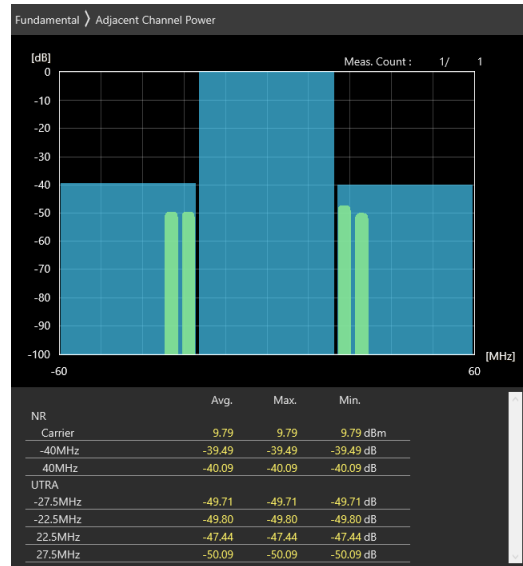 Fundamental ❭ Adjacent Channel Power
[dB]
Meas. Count : 1/ 1
0
-10
-20
-30
-40
-50
-60
-70
-80
-90
-100
[MHz]
-60 60
Avg. Max. Min.
NR
Carrier 9.79 9.79 9.79 dBm
-40MHz -39.49 -39.49 -39.49 dB
40MHz -40.09 -40.09 -40.09 dB
UTRA
-27.5MHz -49.71 -49.71 -49.71 dB
-22.5MHz -49.80 -49.80 -49.80 dB
22.5MHz -47.44 -47.44 -47.44 dB
27.5MHz -50.09 -50.09 -50.09 dB